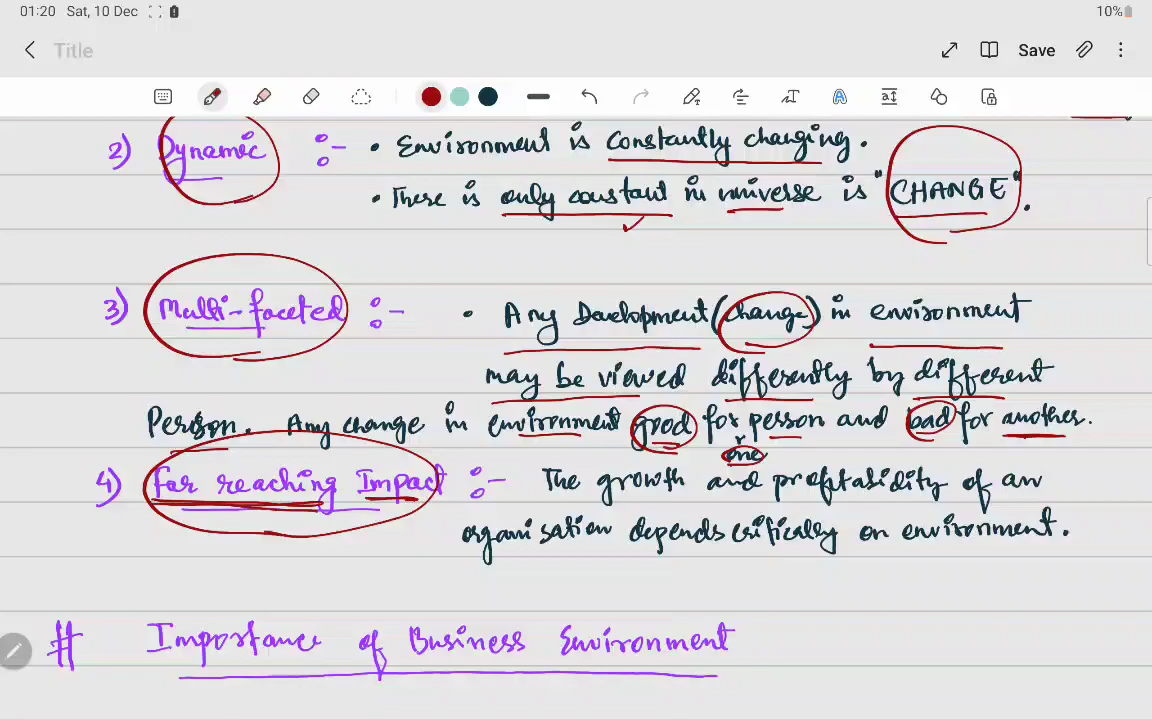 01:20 Sat, 10 Dec 10%
Title Save
2) Dynamic :- • Environment is constantly changing.
• There is only constant in universe is "CHANGE".
3) Multi-faceted :- • Any Development (change) in environment
may be viewed differently by different
Person. Any change in environment good for person and bad for another.
one
4) Far reaching Impact :- The growth and profitability of an
organisation depends critically on environment.
# Importance of Business Environment